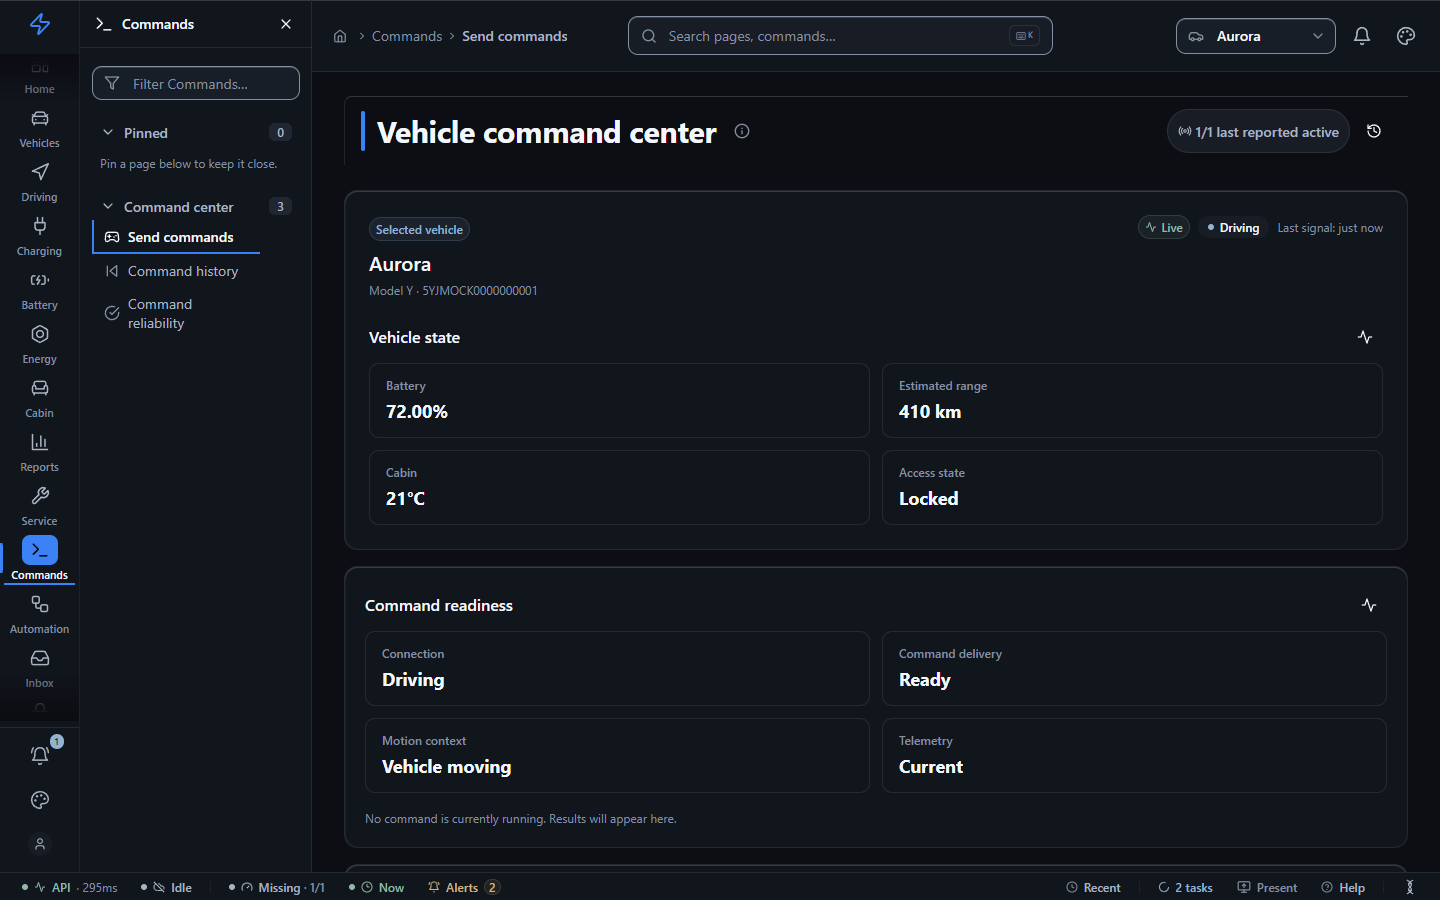 Commands
Home
Vehicles
Driving
Charging
Battery
Energy
Cabin
Reports
Service
Commands
Automation
Inbox
1
Filter Commands...
Pinned 0
Pin a page below to keep it close.
Command center 3
Send commands
Command history
Command
reliability
Commands
Send commands
Search pages, commands...
K
Aurora
Vehicle command center
1/1 last reported active
Selected vehicle
Live
Driving
Last signal: just now
Aurora
Model Y · 5YJMOCK0000000001
Vehicle state
Battery
72.00%
Estimated range
410 km
Cabin
21°C
Access state
Locked
Command readiness
Connection
Driving
Command delivery
Ready
Motion context
Vehicle moving
Telemetry
Current
No command is currently running. Results will appear here.
API · 295ms
Idle
Missing · 1/1
Now
Alerts 2
Recent
2 tasks
Present
Help